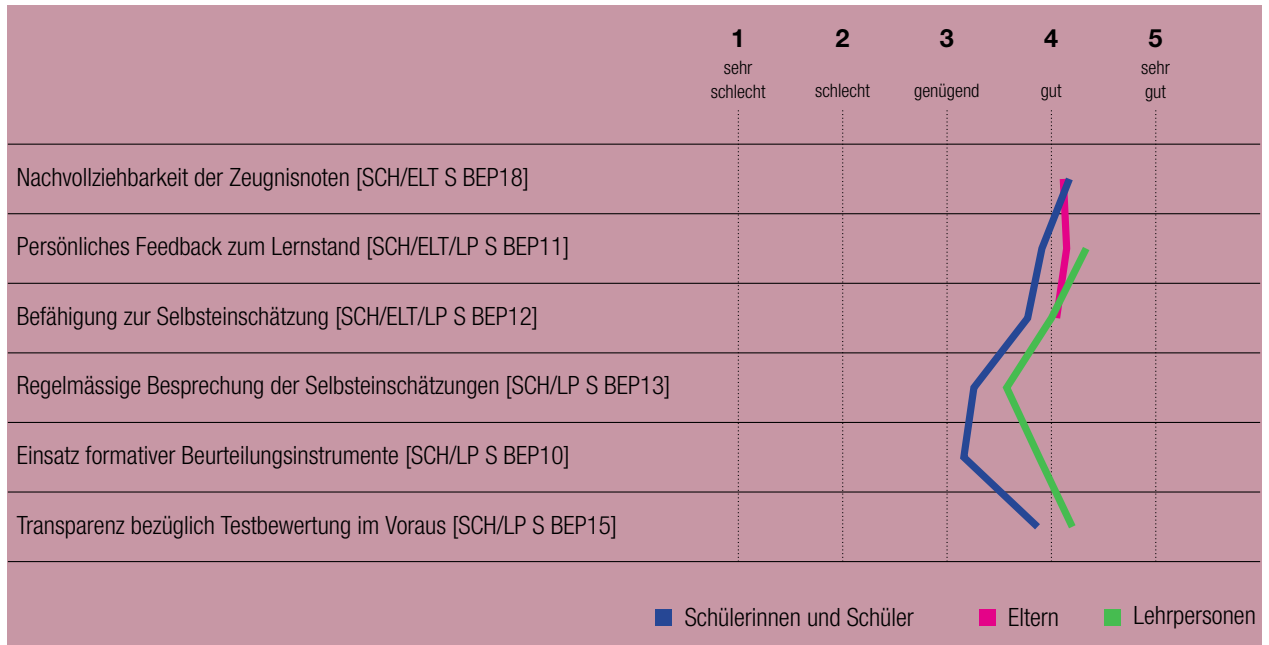 1 2 3 4 5
sehr schlecht schlecht genügend gut sehr gut
Nachvollziehbarkeit der Zeugnisnoten [SCH/ELT S BEP18]
Persönliches Feedback zum Lernstand [SCH/ELT/LP S BEP11]
Befähigung zur Selbsteinschätzung [SCH/ELT/LP S BEP12]
Regelmässige Besprechung der Selbsteinschätzungen [SCH/LP S BEP13]
Einsatz formativer Beurteilungsinstrumente [SCH/LP S BEP10]
Transparenz bezüglich Testbewertung im Voraus [SCH/LP S BEP15]
Schülerinnen und Schüler Eltern Lehrpersonen